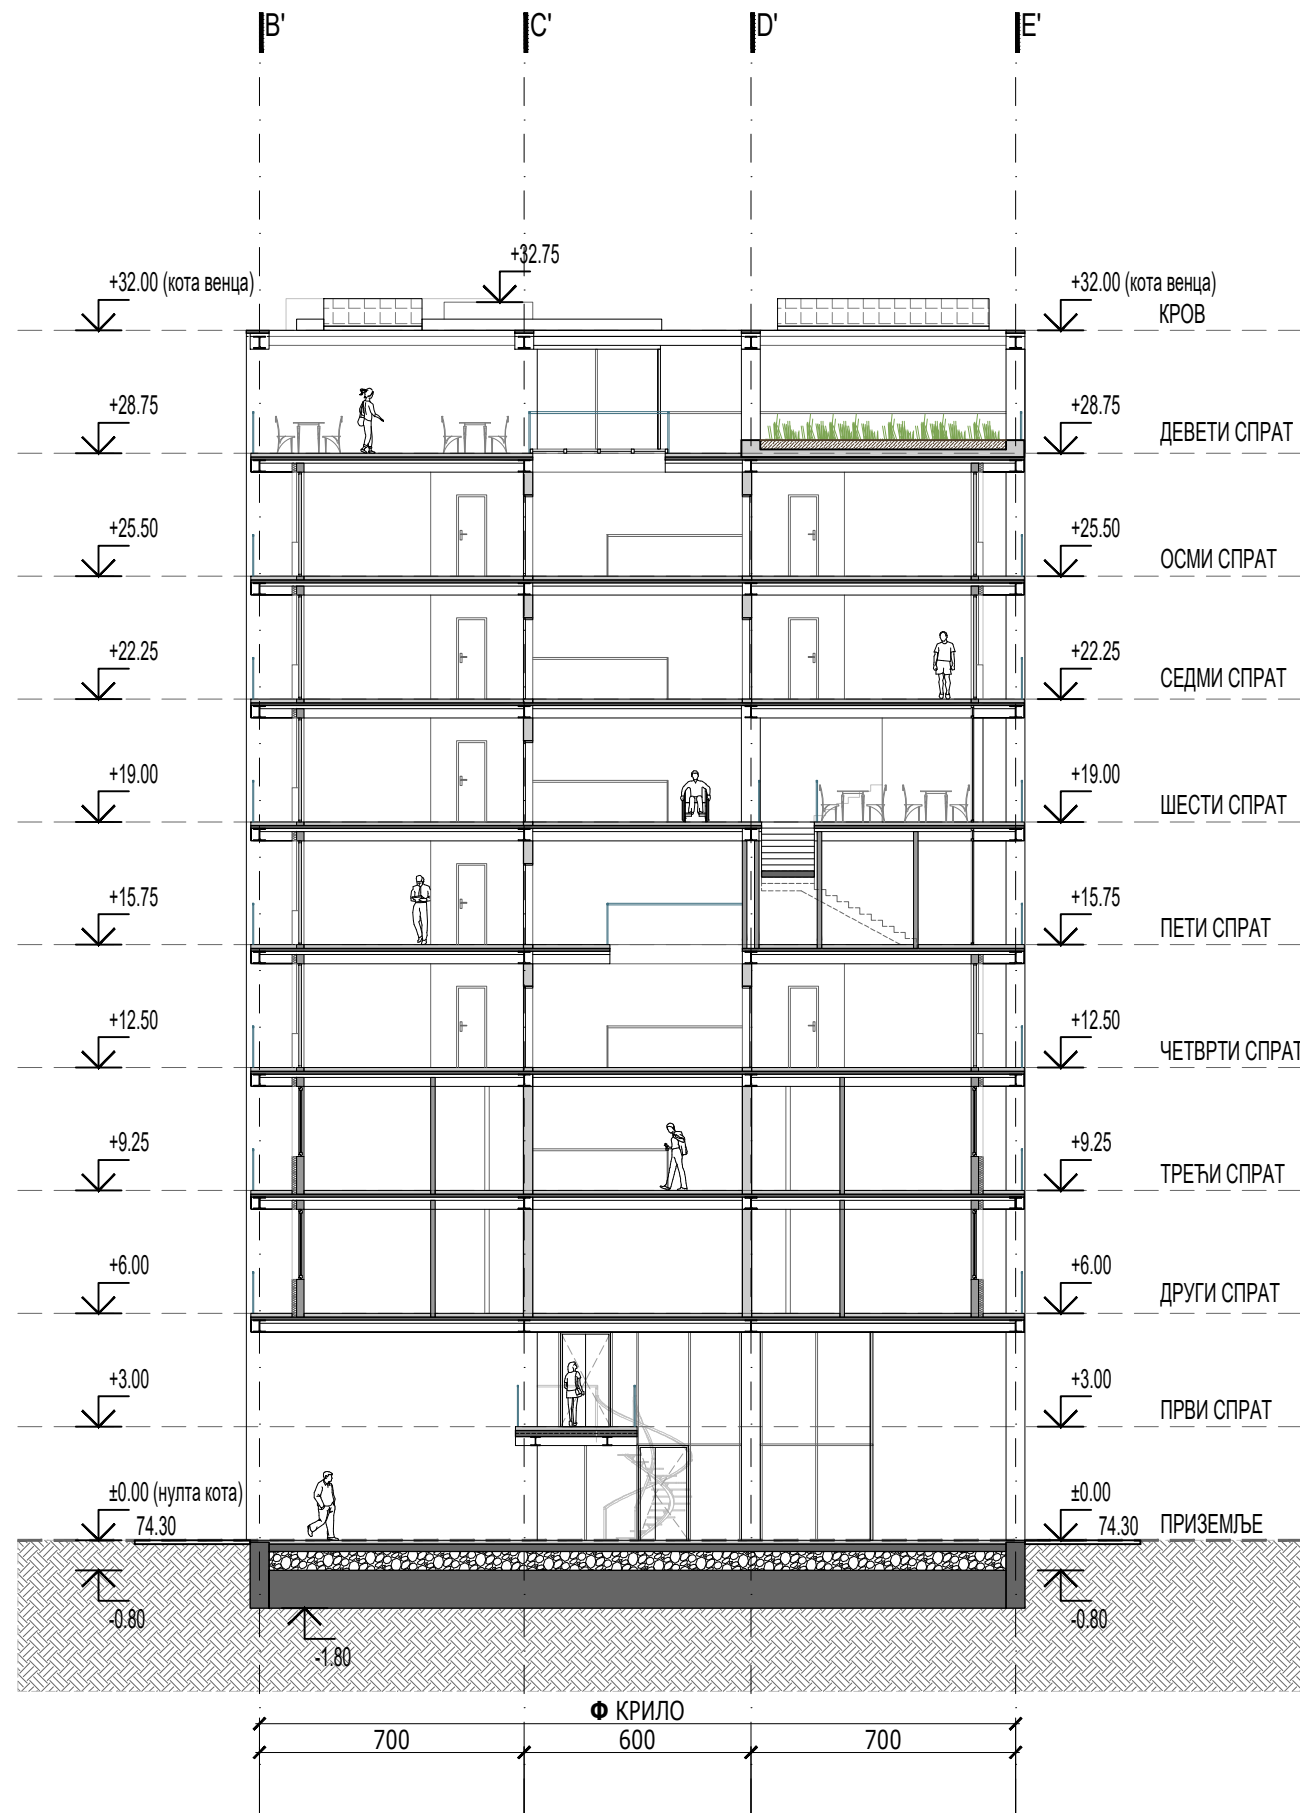 B' C' D' E'
+32.75
+32.00 (кота венца) +32.00 (кота венца)
КРОВ
+28.75 +28.75
ДЕВЕТИ СПРАТ
+25.50 +25.50
ОСМИ СПРАТ
+22.25 +22.25
СЕДМИ СПРАТ
+19.00 +19.00
ШЕСТИ СПРАТ
+15.75 +15.75
ПЕТИ СПРАТ
+12.50 +12.50
ЧЕТВРТИ СПРАТ
+9.25 +9.25
ТРЕЋИ СПРАТ
+6.00 +6.00
ДРУГИ СПРАТ
+3.00 +3.00
ПРВИ СПРАТ
±0.00 (нулта кота) ±0.00
74.30 74.30 ПРИЗЕМЉЕ
-0.80 -0.80
-1.80
Ф КРИЛО
700 600 700